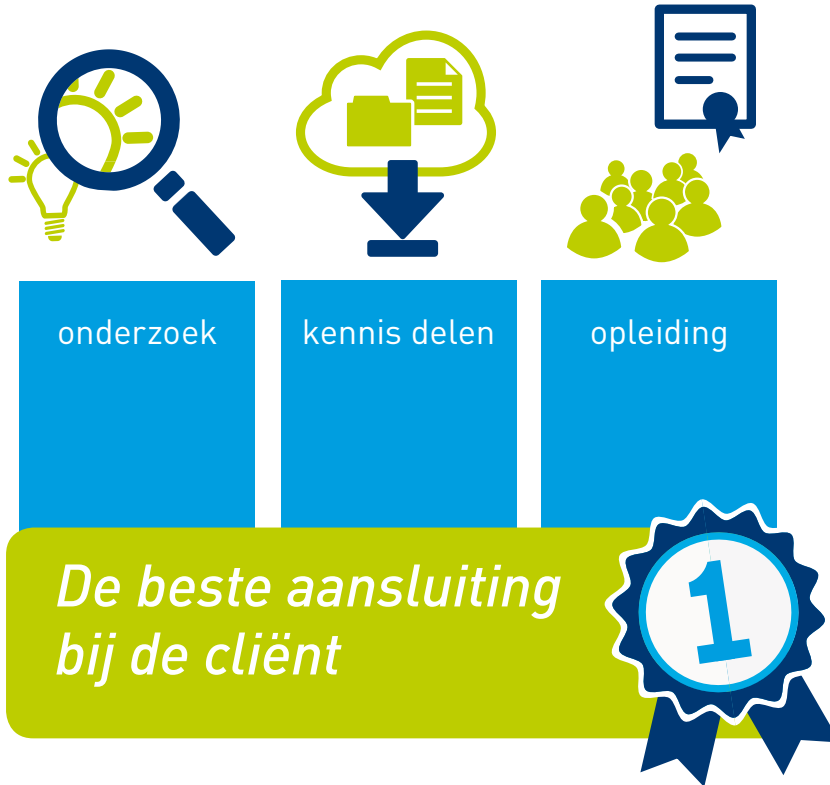 onderzoek
kennis delen
opleiding
De beste aansluiting
bij de cliënt
1